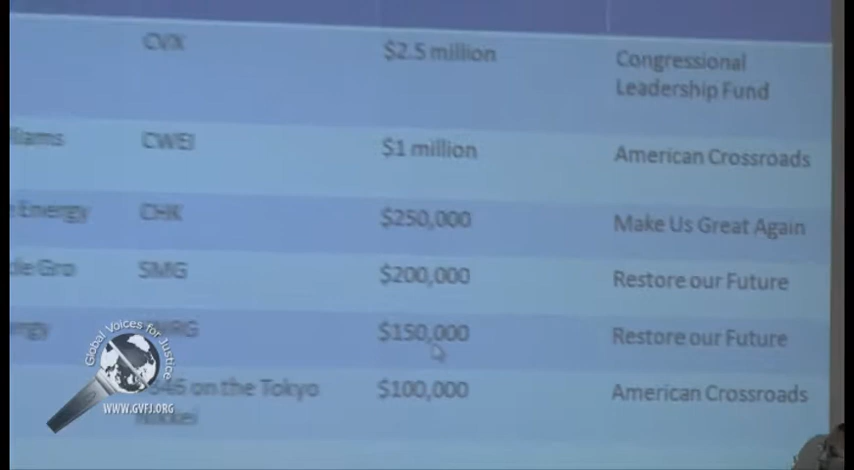 CVX $2.5 million Congressional
Leadership Fund
CWEI $1 million American Crossroads
Energy CHK $250,000 Make Us Great Again
SMG $200,000 Restore our Future
$150,000 Restore our Future
on the Tokyo $100,000 American Crossroads
Nikkei
Global Voices for Justice
WWW.GVFJ.ORG